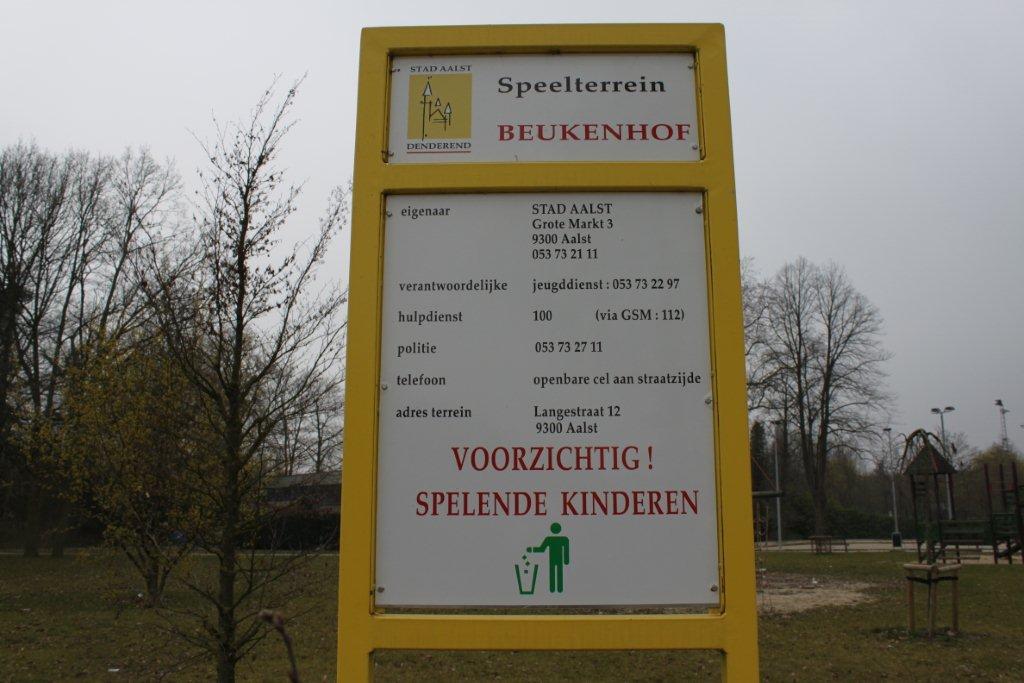 STAD AALST
DENDEREND
Speelterrein
BEUKENHOF
eigenaar STAD AALST
Grote Markt 3
9300 Aalst
053 73 21 11
verantwoordelijke jeugddienst : 053 73 22 97
hulpdienst 100 (via GSM : 112)
politie 053 73 27 11
telefoon openbare cel aan straatzijde
adres terrein Langestraat 12
9300 Aalst
VOORZICHTIG !
SPELENDE KINDEREN